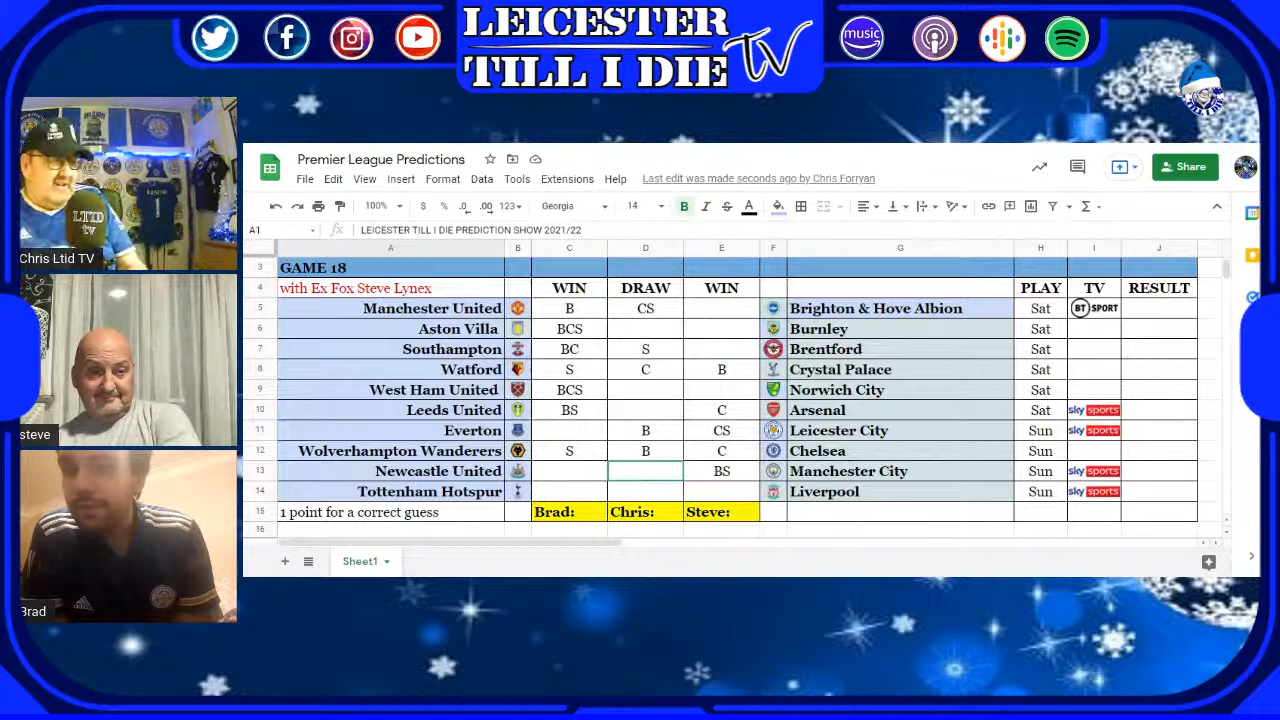 LEICESTER
TILL I DIE TV
music
Chris Ltid TV
LTID
tv
1
steve
Brad
Premier League Predictions
File Edit View Insert Format Tools Extensions Help Last edit was made seconds ago by Chris Forryan
Share
100% $ % .0 .00 123 Georgia 14 B I S A
A1 fx LEICESTER TILL I DIE PREDICTION SHOW 2021/22
A B C D E F G H I J
3 GAME 18
4 with Ex Fox Steve Lynex WIN DRAW WIN PLAY TV RESULT
5 Manchester United B CS Brighton & Hove Albion Sat BT SPORT
6 Aston Villa BCS Burnley Sat
7 Southampton BC S Brentford Sat
8 Watford S C B Crystal Palace Sat
9 West Ham United BCS Norwich City Sat
10 Leeds United BS C Arsenal Sat sky sports
11 Everton B CS Leicester City Sun sky sports
12 Wolverhampton Wanderers S B C Chelsea Sun
13 Newcastle United BS Manchester City Sun sky sports
14 Tottenham Hotspur Liverpool Sun sky sports
15 1 point for a correct guess Brad: Chris: Steve:
16
Sheet1